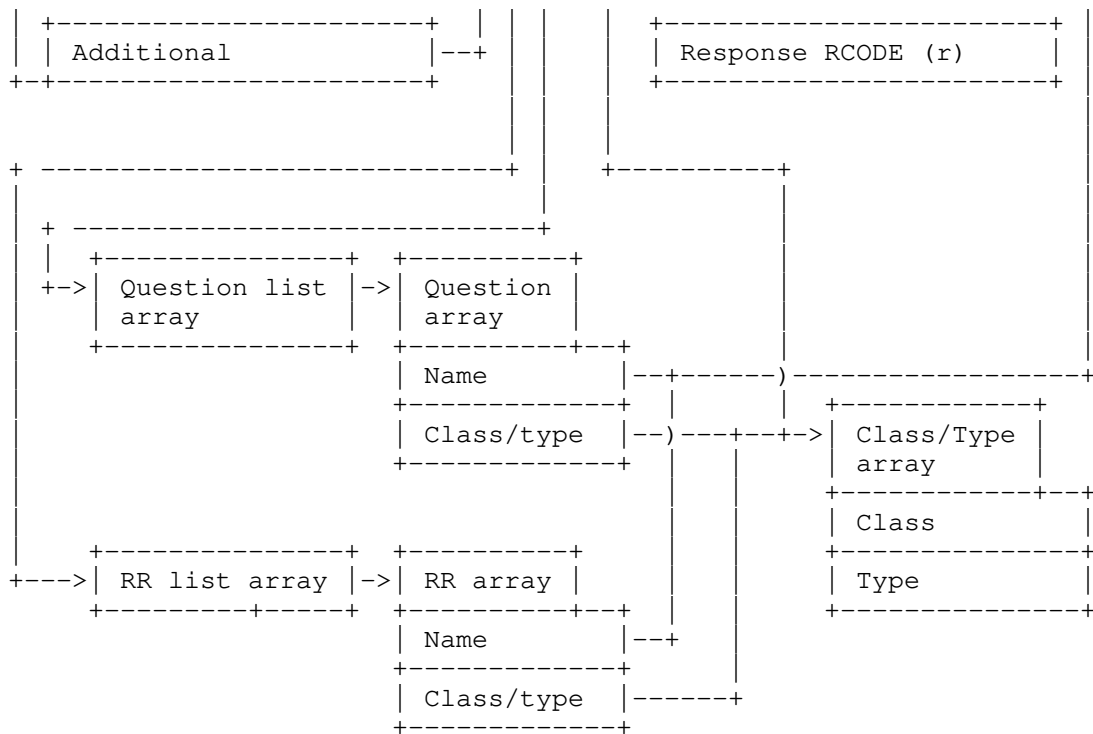 Additional
Response RCODE (r)
Question list
array
Question
array
Name
Class/type
Class/Type
array
Class
RR list array
RR array
Type
Name
Class/type